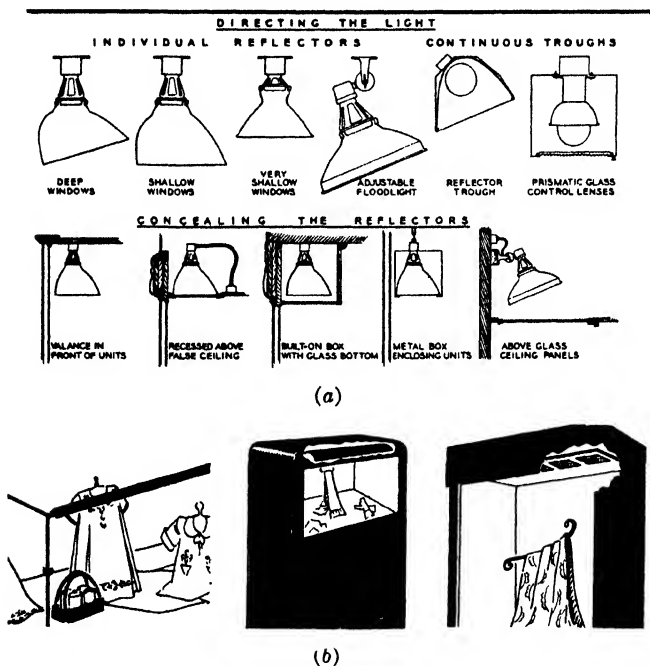 DIRECTING THE LIGHT
INDIVIDUAL REFLECTORS
CONTINUOUS TROUGHS
DEEP
WINDOWS
SHALLOW
WINDOWS
VERY
SHALLOW
WINDOWS
ADJUSTABLE
FLOODLIGHT
REFLECTOR
TROUGH
PRISMATIC GLASS
CONTROL LENSES
CONCEALING THE REFLECTORS
VALANCE IN
FRONT OF UNITS
RECESSED ABOVE
FALSE CEILING
BUILT-ON BOX
WITH GLASS BOTTOM
METAL BOX
ENCLOSING UNITS
ABOVE GLASS
CEILING PANELS
(a)
(b)